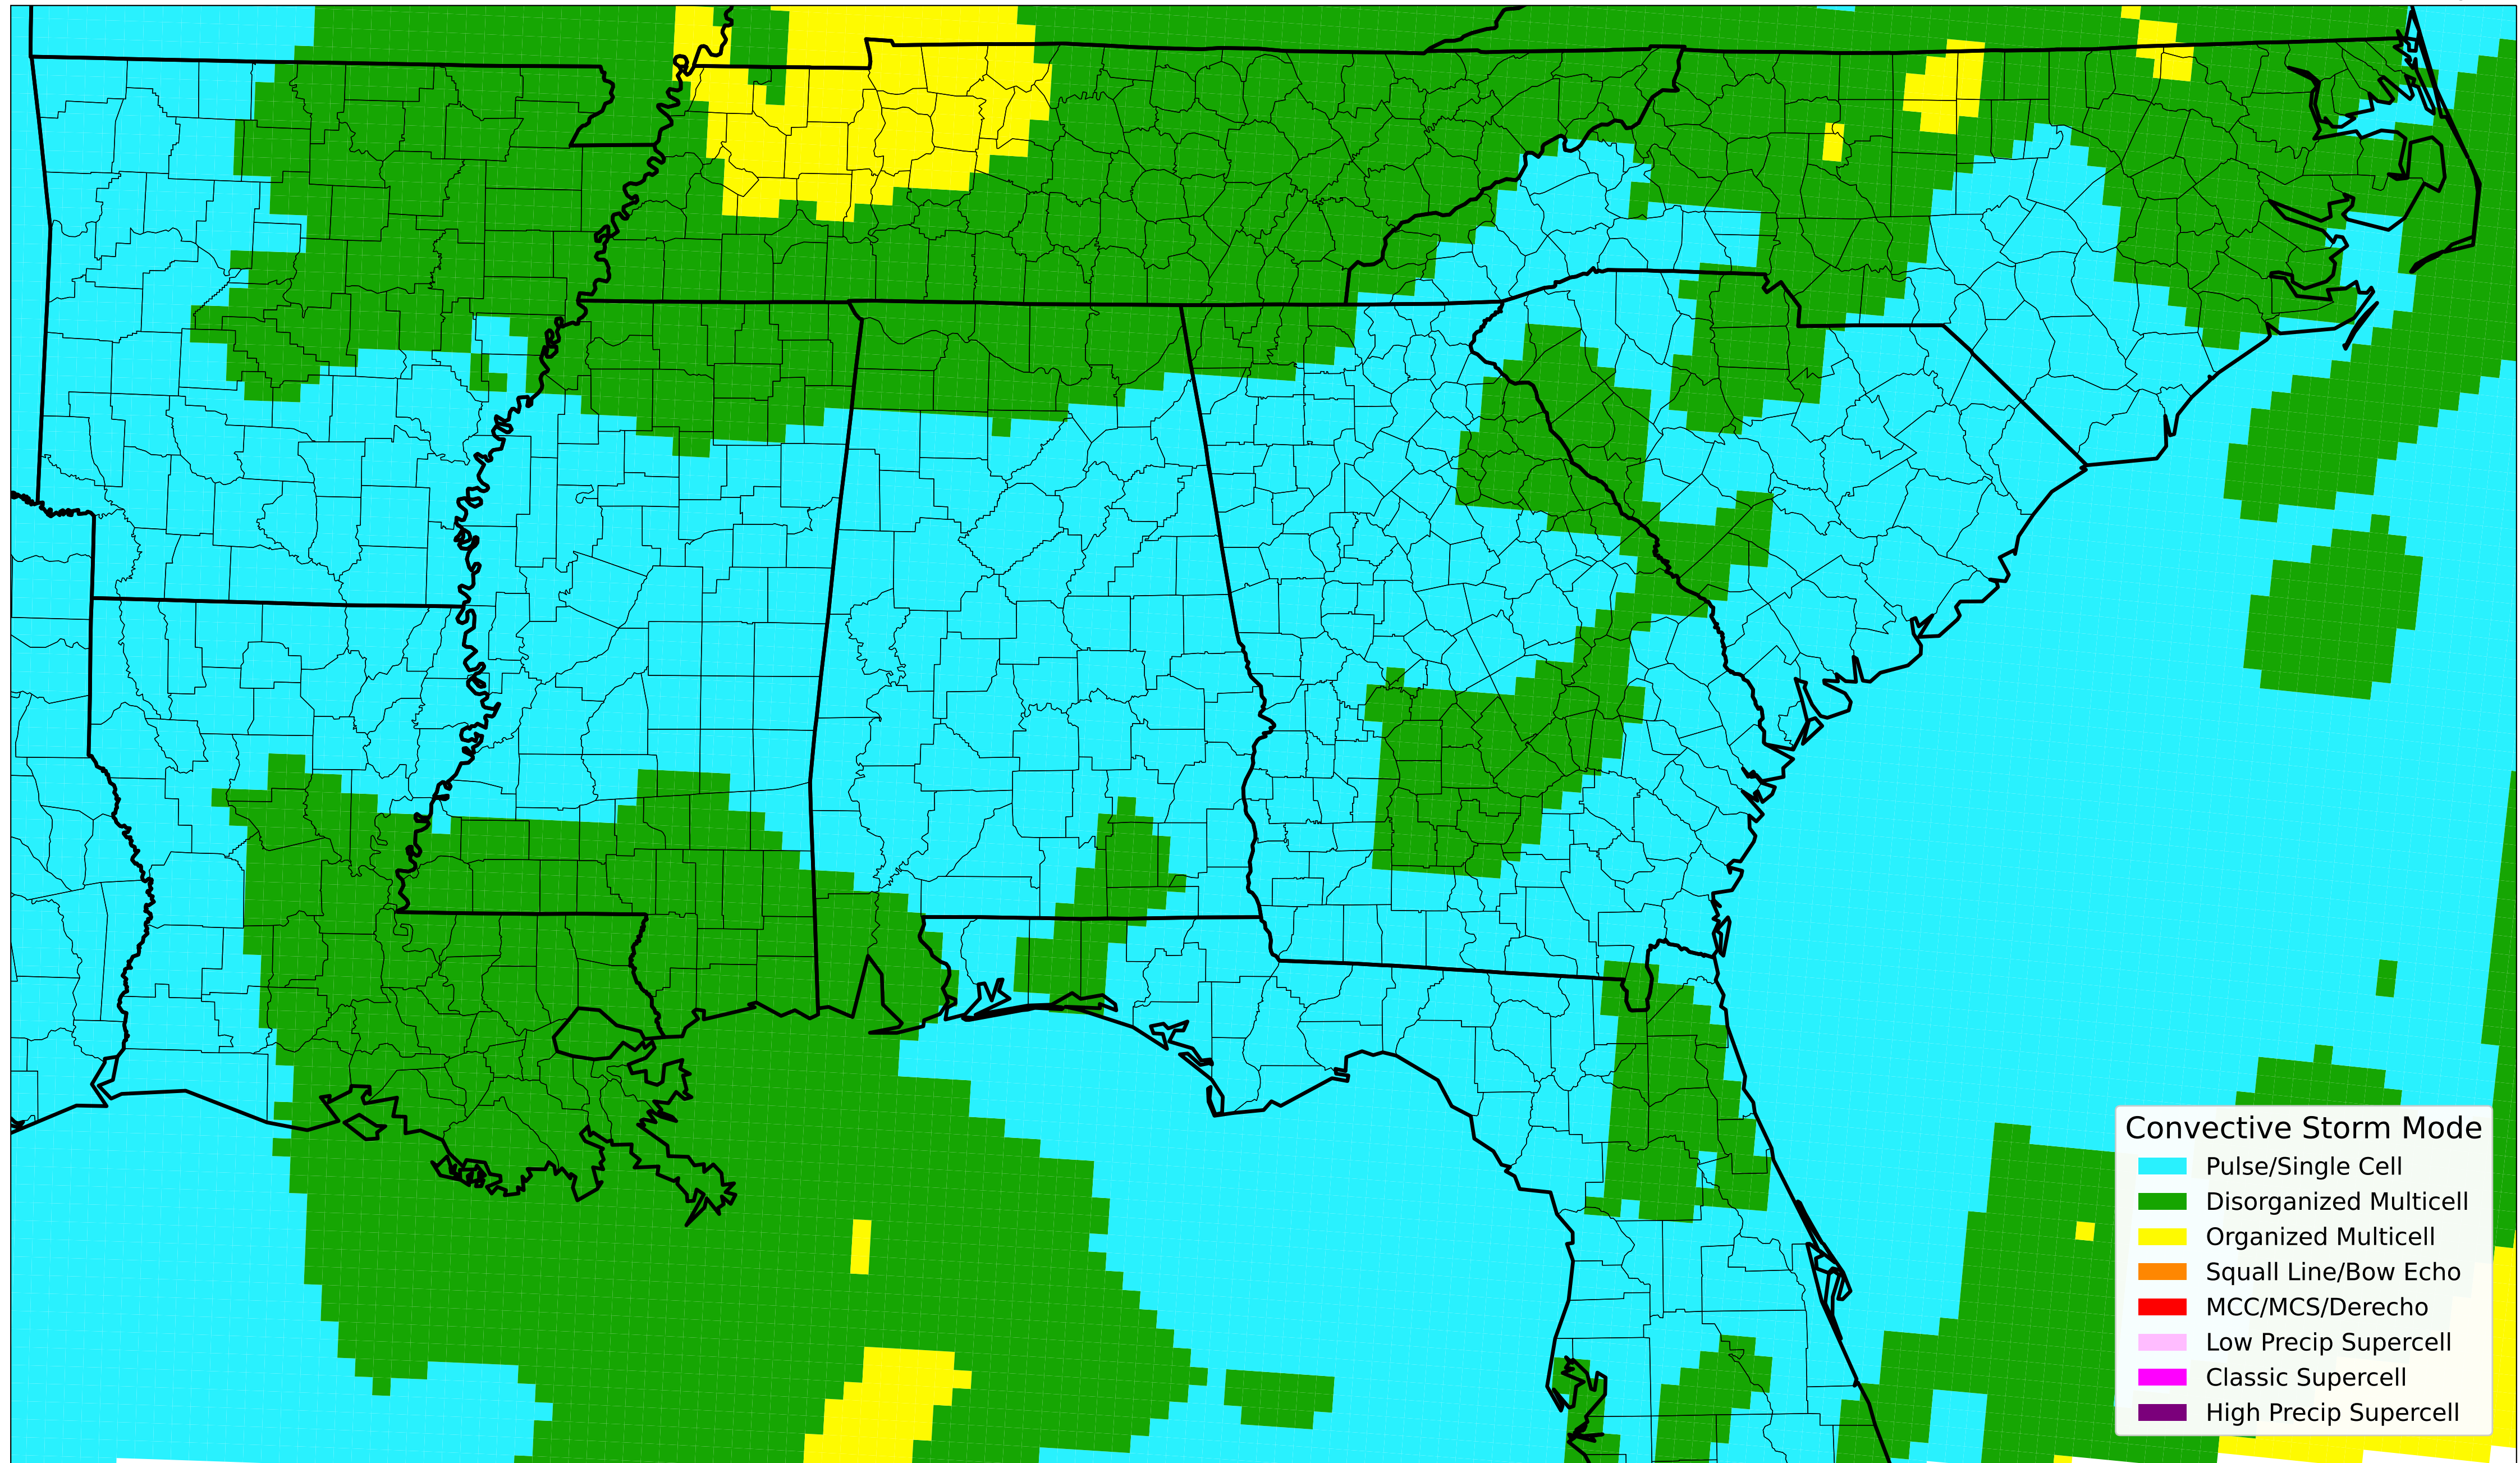 Convective Storm Mode
Pulse/Single Cell
Disorganized Multicell
Organized Multicell
Squall Line/Bow Echo
MCC/MCS/Derecho
Low Precip Supercell
Classic Supercell
High Precip Supercell